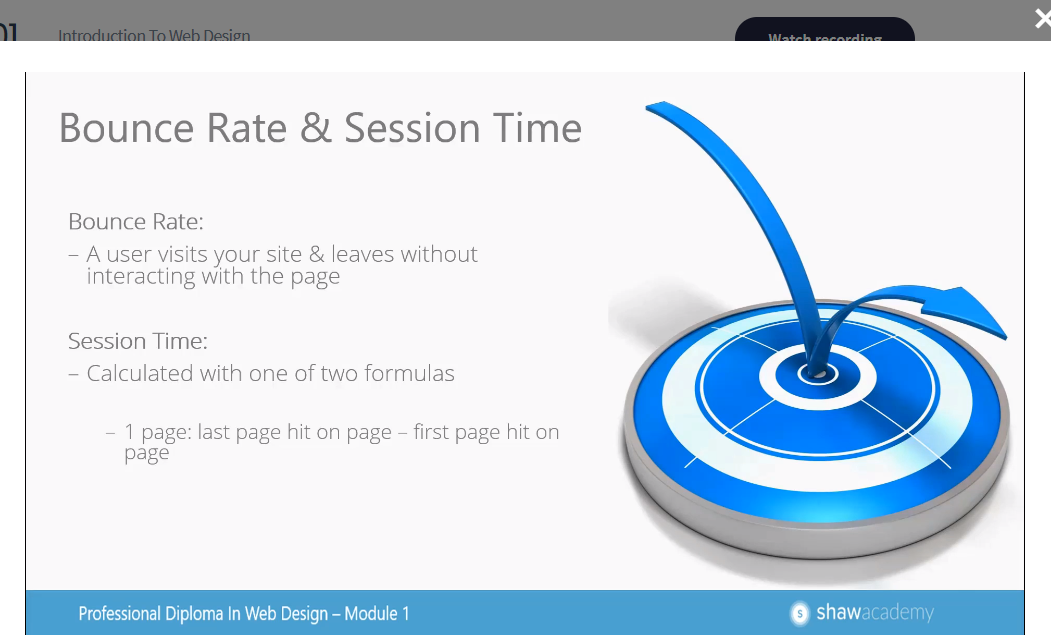 01
Introduction To Web Design
Watch recording
Bounce Rate & Session Time
Bounce Rate:
– A user visits your site & leaves without
interacting with the page
Session Time:
– Calculated with one of two formulas
– 1 page: last page hit on page – first page hit on
page
Professional Diploma In Web Design – Module 1
s shawacademy